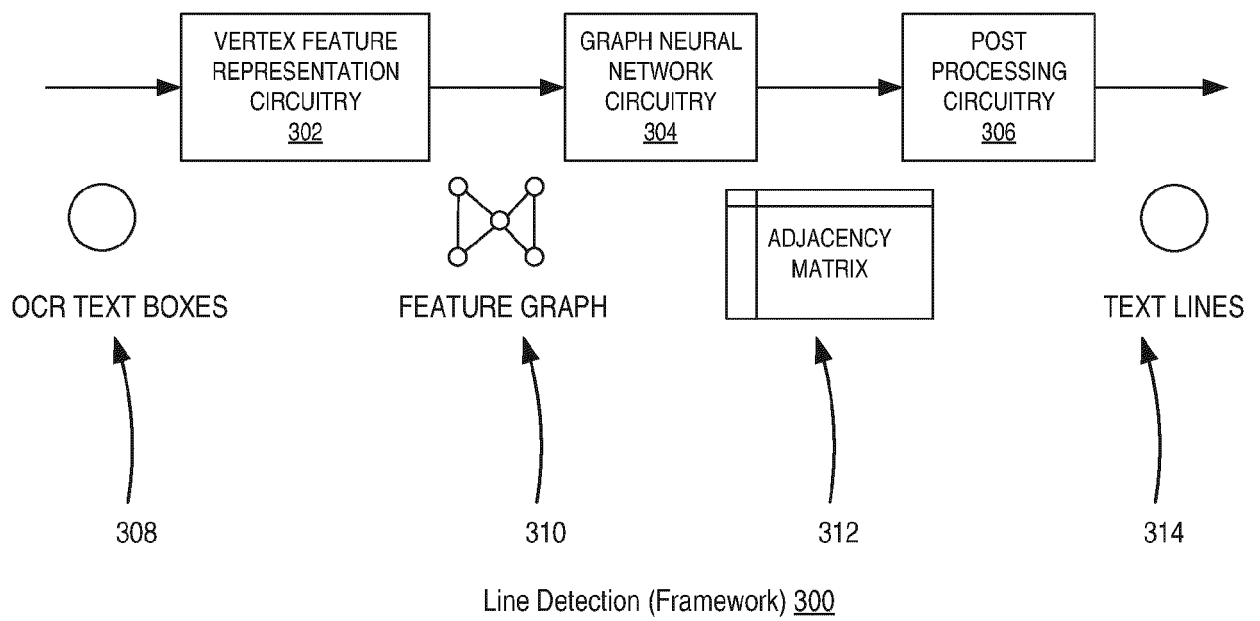 VERTEX FEATURE
REPRESENTATION
CIRCUITRY
302
GRAPH NEURAL
NETWORK
CIRCUITRY
304
POST
PROCESSING
CIRCUITRY
306
OCR TEXT BOXES
FEATURE GRAPH
ADJACENCY
MATRIX
TEXT LINES
308
310
312
314
Line Detection (Framework) 300